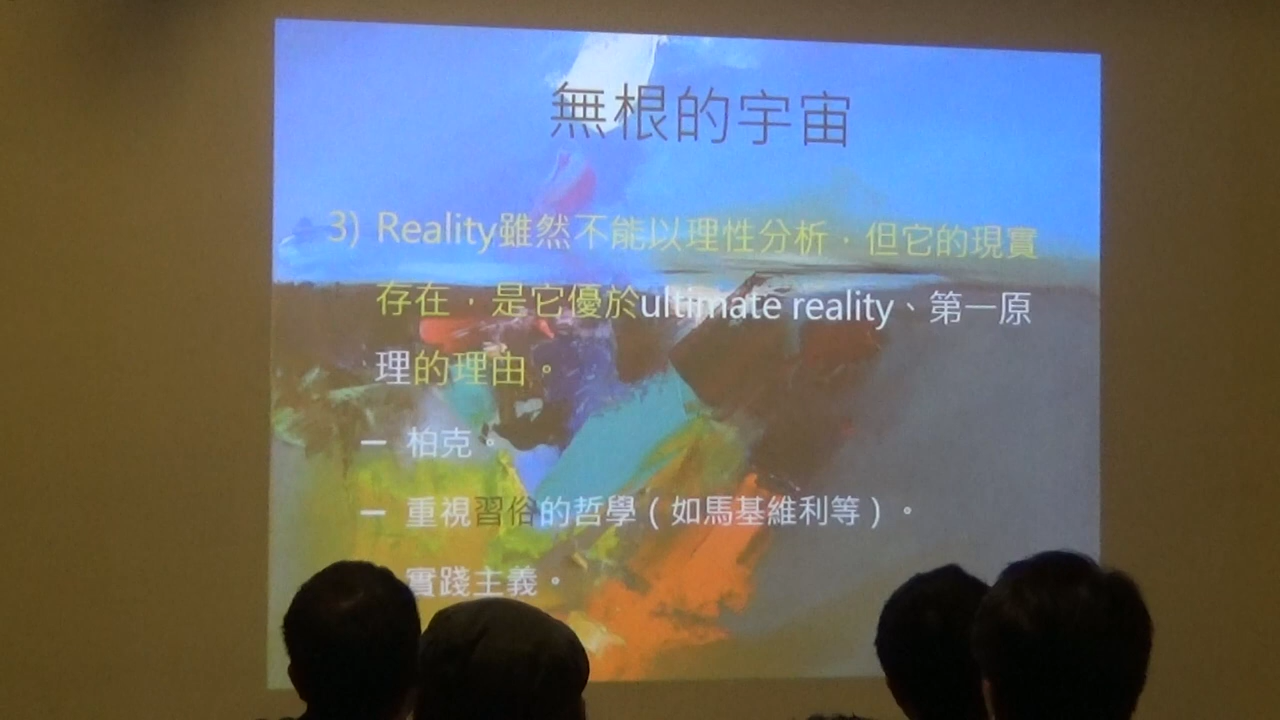 無根的宇宙
3) Reality雖然不能以理性分析，但它的現實
存在，是它優於ultimate reality、第一原
理的理由。
– 柏克。
– 重視習俗的哲學（如馬基維利等）。
實踐主義。